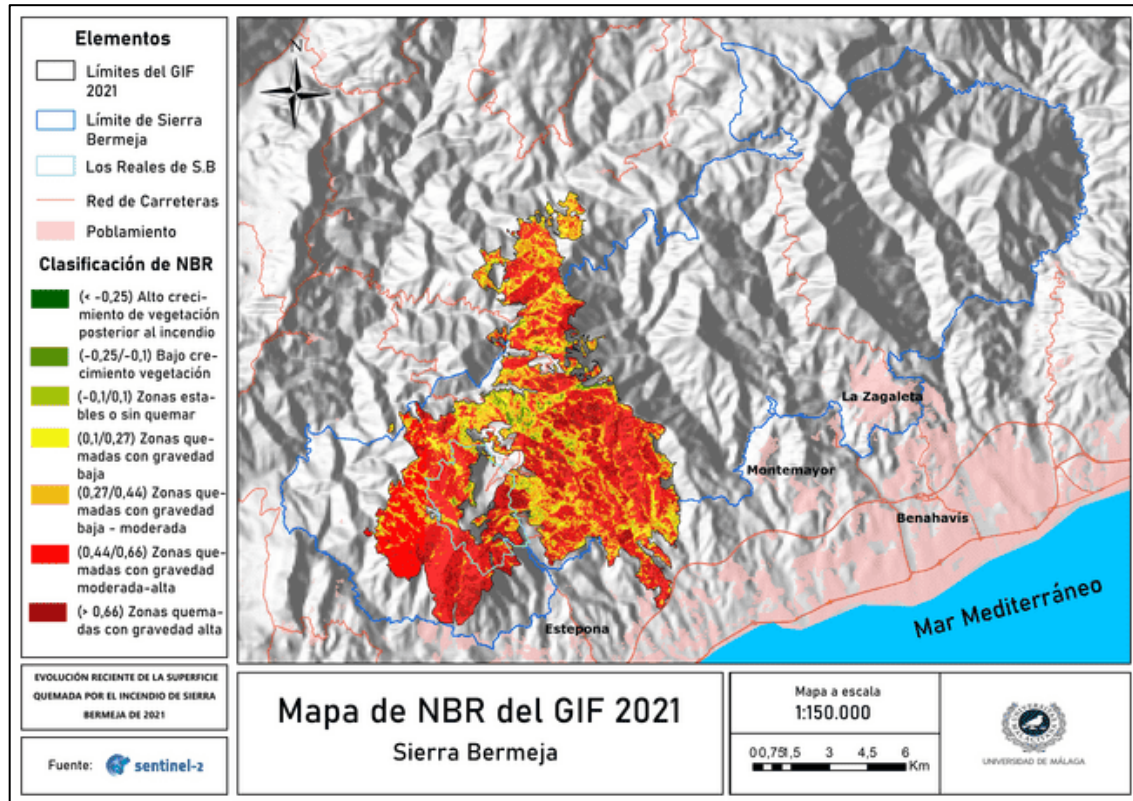 Elementos
Límites del GIF
2021
Límite de Sierra
Bermeja
Los Reales de S.B
Red de Carreteras
Poblamiento
Clasificación de NBR
(< -0,25) Alto creci-
miento de vegetación
posterior al incendio
(-0,25/-0,1) Bajo cre-
cimiento vegetación
(-0,1/0,1) Zonas esta-
bles o sin quemar
(0,1/0,27) Zonas que-
madas con gravedad
baja
(0,27/0,44) Zonas que-
madas con gravedad
baja - moderada
(0,44/0,66) Zonas que-
madas con gravedad
moderada-alta
(> 0,66) Zonas quema-
das con gravedad alta
EVOLUCIÓN RECIENTE DE LA SUPERFICIE
QUEMADA POR EL INCENDIO DE SIERRA
BERMEJA DE 2021
Fuente: sentinel-2
N
La Zagaleta
Montemayor
Benahavís
Estepona
Mar Mediterráneo
Mapa de NBR del GIF 2021
Sierra Bermeja
Mapa a escala
1:150.000
0 0,75 1,5 3 4,5 6
Km
UNIVERSIDAD DE MÁLAGA